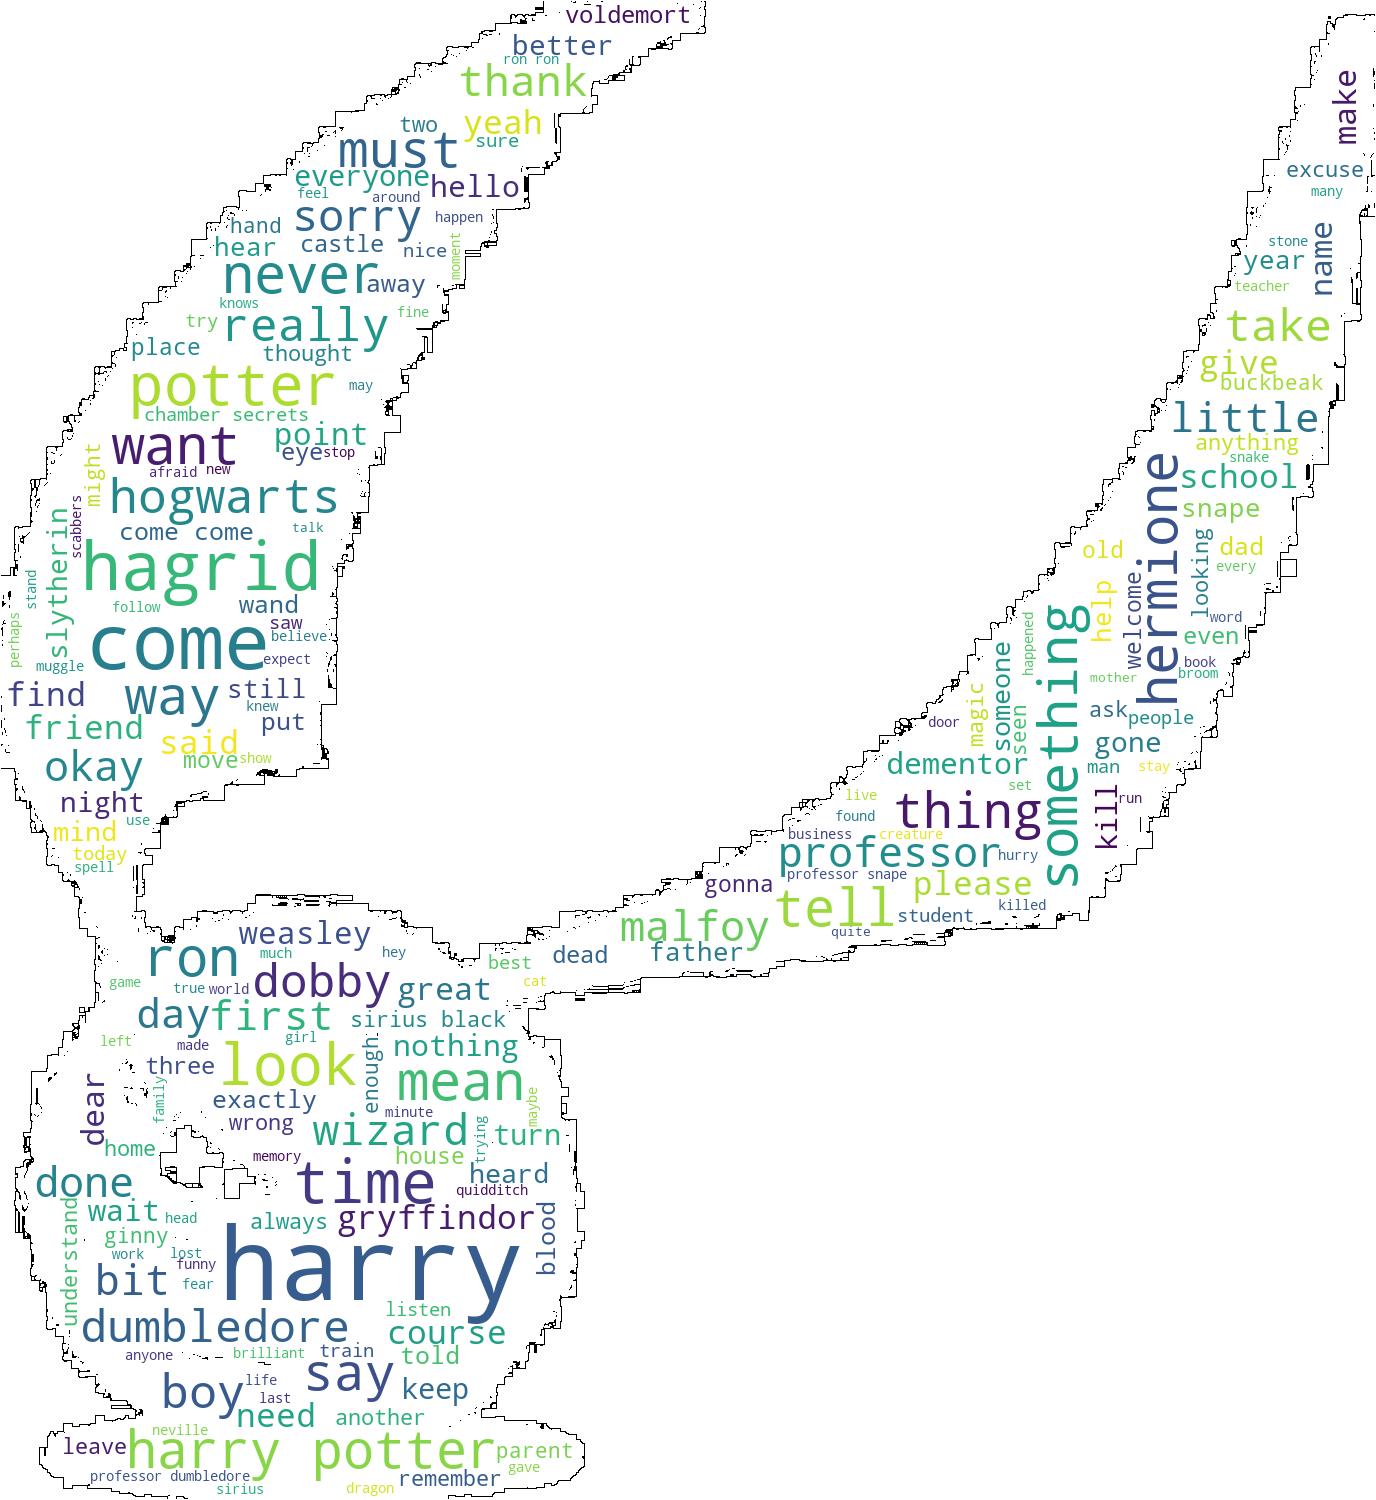 voldemort
better
ron ron
thank
two
yeah
sure
must
everyone
hello
feel
around
sorry
happen
hand
castle
hear
nice
moment
never
away
knows
fine
try
really
place
thought
potter
may
chamber secrets
want
point
eye
stop
might
afraid
new
hogwarts
scabbers
come come
talk
slytherin
hagrid
stand
follow
wand
perhaps
come
saw
believe
muggle
expect
find
way
still
knew
friend
put
said
move
show
okay
night
use
mind
today
spell
make
excuse
many
name
stone
year
teacher
take
give
buckbeak
little
anything
snake
hermione
school
snape
looking
old
dad
every
help
welcome
something
happened
word
even
someone
book
broom
mother
magic
seen
door
ask
people
gone
dementor
man
stay
set
kill
run
live
thing
found
business
creature
professor
hurry
professor snape
gonna
please
tell
killed
malfoy
student
quite
father
dead
best
cat
weasley
ron
much
hey
game
true
world
dobby
great
day
first
sirius black
left
made
girl
enough
nothing
three
look
mean
dear
family
exactly
minute
maybe
wrong
wizard
trying
turn
home
memory
house
done
time
heard
quidditch
wait
head
always
gryffindor
blood
understand
ginny
work
lost
funny
harry
bit
fear
listen
dumbledore
course
anyone
brilliant
train
told
say
boy
life
last
keep
need
another
neville
leave
harry potter
parent
gave
professor dumbledore
remember
sirius
dragon